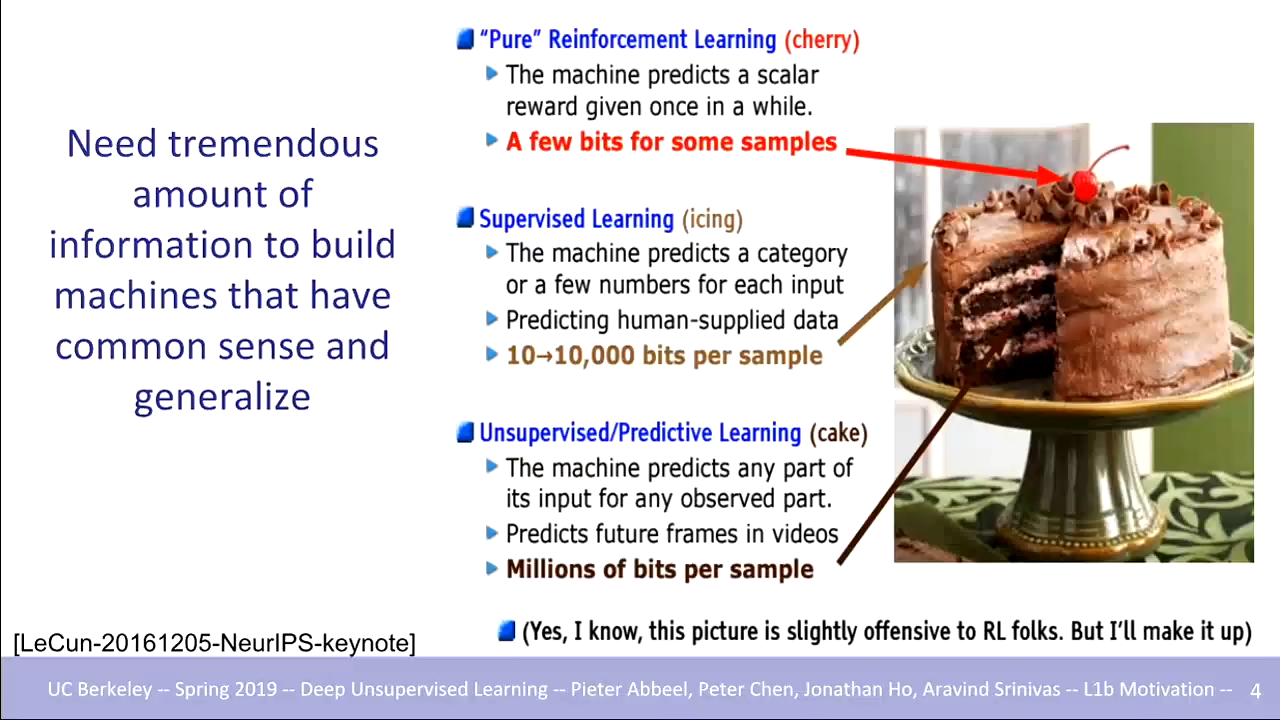 Need tremendous
amount of
information to build
machines that have
common sense and
generalize
"Pure" Reinforcement Learning (cherry)
The machine predicts a scalar
reward given once in a while.
A few bits for some samples
Supervised Learning (icing)
The machine predicts a category
or a few numbers for each input
Predicting human-supplied data
10→10,000 bits per sample
Unsupervised/Predictive Learning (cake)
The machine predicts any part of
its input for any observed part.
Predicts future frames in videos
Millions of bits per sample
(Yes, I know, this picture is slightly offensive to RL folks. But I'll make it up)
[LeCun-20161205-NeurIPS-keynote]
UC Berkeley -- Spring 2019 -- Deep Unsupervised Learning -- Pieter Abbeel, Peter Chen, Jonathan Ho, Aravind Srinivas -- L1b Motivation -- 4